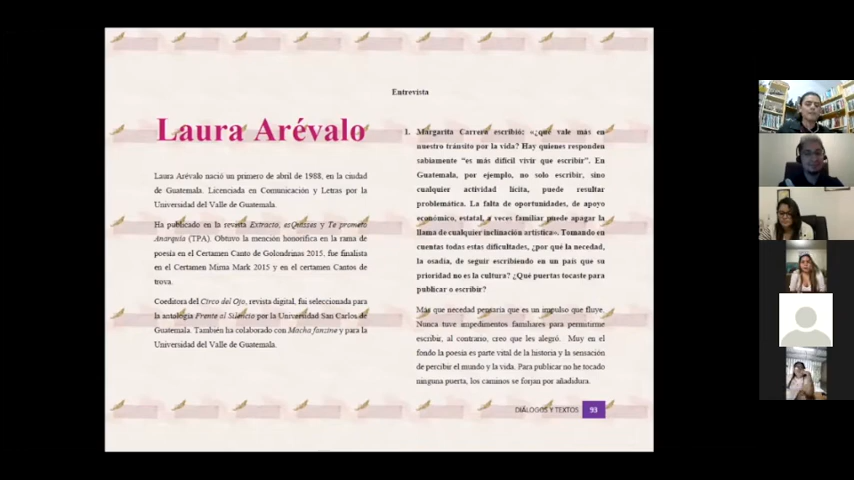 Entrevista
Laura Arévalo
Laura Arévalo nació un primero de abril de 1988, en la ciudad
de Guatemala. Licenciada en Comunicación y Letras por la
Universidad del Valle de Guatemala.
Ha publicado en la revista Extracto, esQuisses y Te prometo
Anarquía (TPA). Obtuvo la mención honorífica en la rama de
poesía en el Certamen Canto de Golondrinas 2015, fue finalista
en el Certamen Mirna Mark 2015 y en el certamen Cantos de
trova.
Coeditora del Circo del Ojo, revista digital, fui seleccionada para
la antología Frente al Silencio por la Universidad San Carlos de
Guatemala. También ha colaborado con Macha fanzine y para la
Universidad del Valle de Guatemala.
1. Margarita Carrera escribió: «¿qué vale más en
nuestro tránsito por la vida? Hay quienes responden
sabiamente “es más difícil vivir que escribir”. En
Guatemala, por ejemplo, no solo escribir, sino
cualquier actividad lícita, puede resultar
problemática. La falta de oportunidades, de apoyo
económico, estatal, a veces familiar puede apagar la
llama de cualquier inclinación artística». Tomando en
cuentas todas estas dificultades, ¿por qué la necedad,
la osadía, de seguir escribiendo en un país que su
prioridad no es la cultura? ¿Qué puertas tocaste para
publicar o escribir?
Más que necedad pensaría que es un impulso que fluye.
Nunca tuve impedimentos familiares para permitirme
escribir, al contrario, creo que les alegró. Muy en el
fondo la poesía es parte vital de la historia y la sensación
de percibir el mundo y la vida. Para publicar no he tocado
ninguna puerta, los caminos se forjan por añadidura.
DIÁLOGOS Y TEXTOS 93